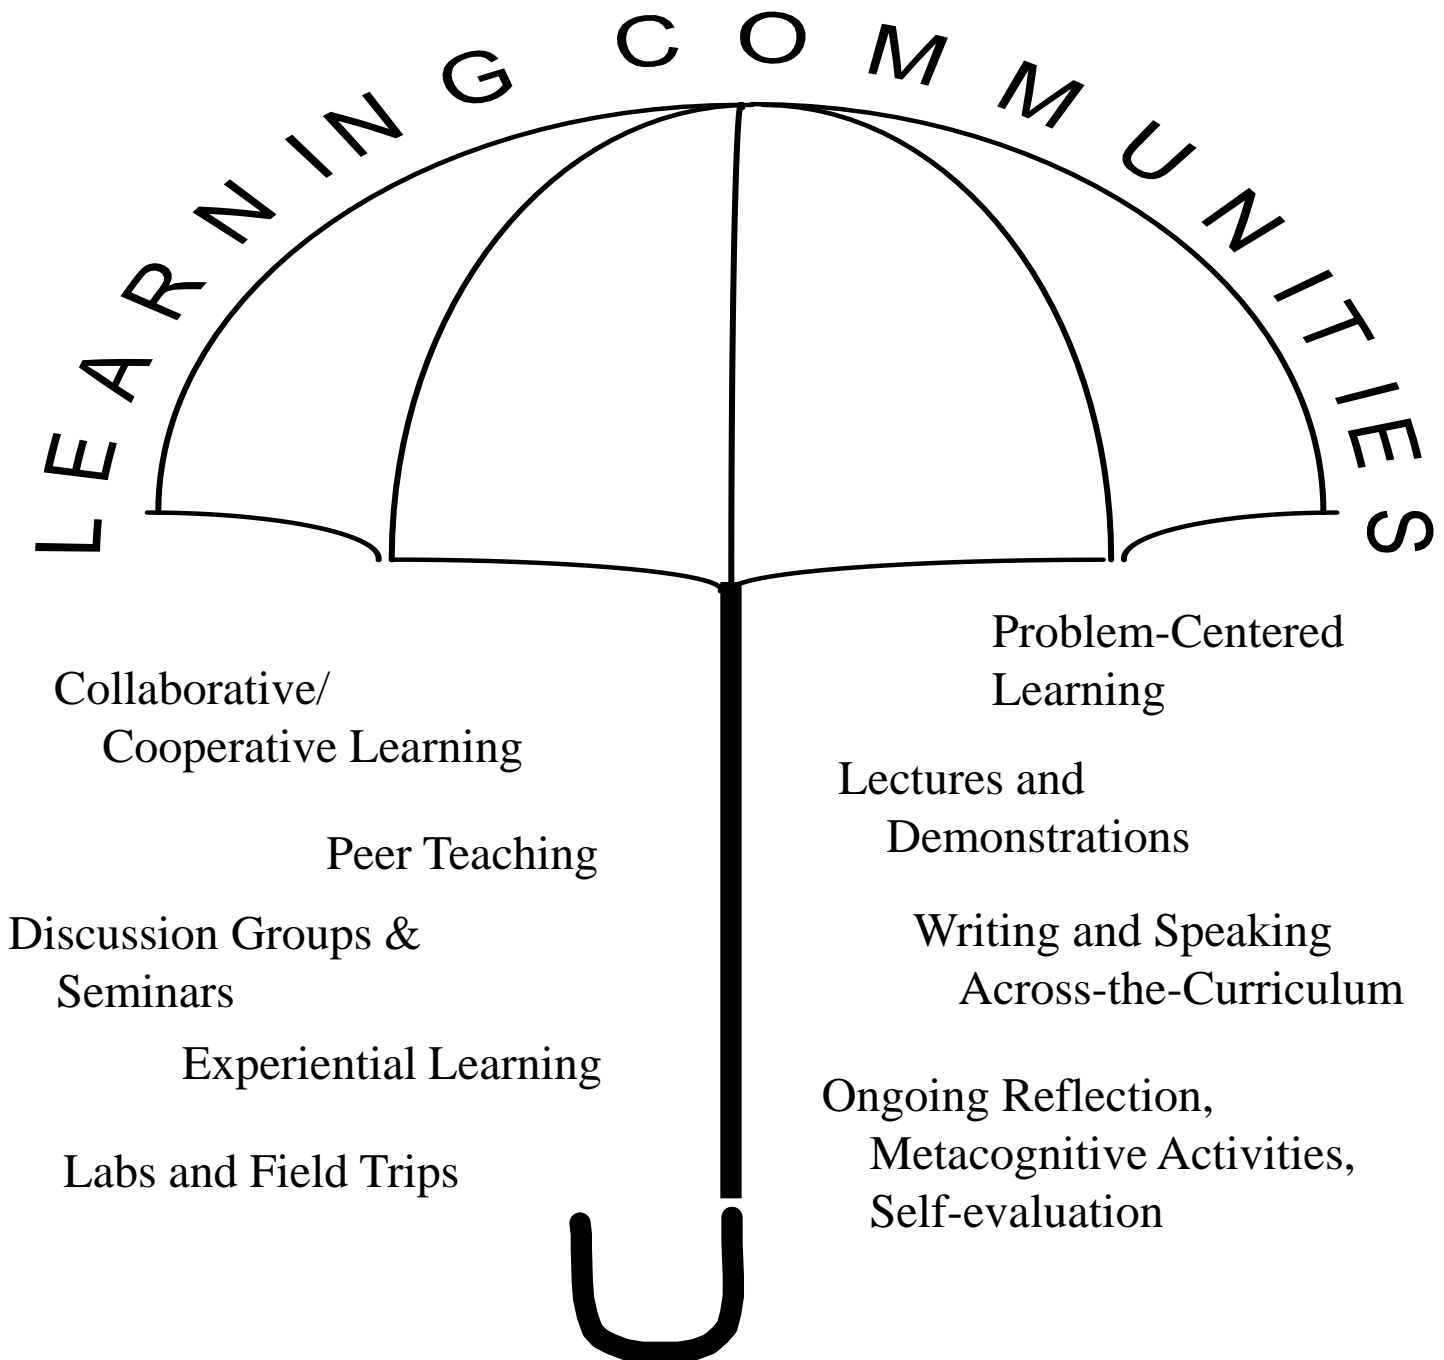 LEARNING COMMUNITIES
Collaborative/
Cooperative Learning
Peer Teaching
Discussion Groups &
Seminars
Experiential Learning
Labs and Field Trips
Problem-Centered
Learning
Lectures and
Demonstrations
Writing and Speaking
Across-the-Curriculum
Ongoing Reflection,
Metacognitive Activities,
Self-evaluation